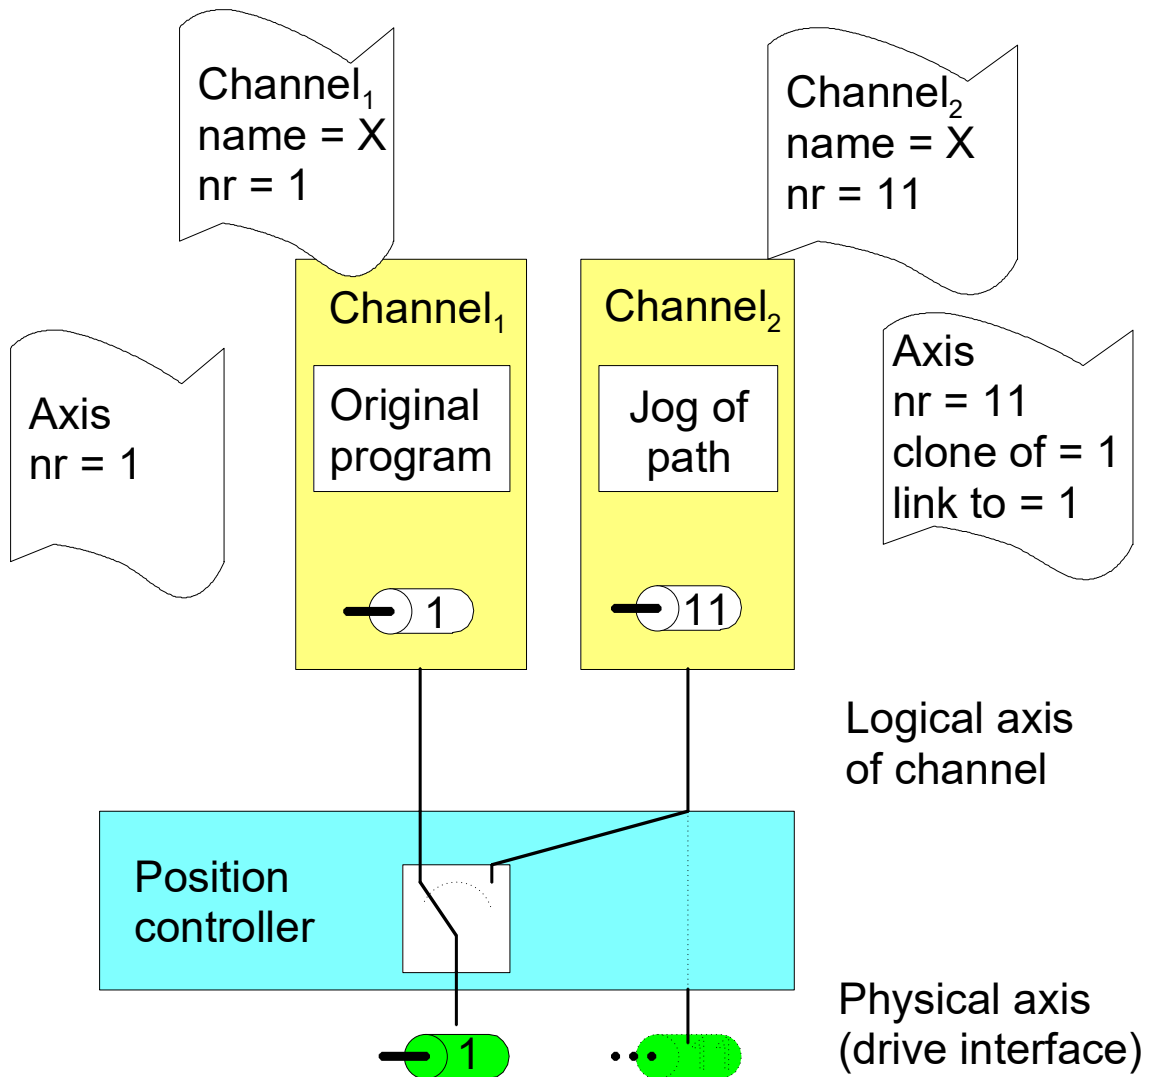 Channel₁
name = X
nr = 1
Channel₂
name = X
nr = 11
Channel₁
Channel₂
Axis
nr = 1
Original
program
Jog of
path
Axis
nr = 11
clone of = 1
link to = 1
1
11
Logical axis
of channel
Position
controller
Physical axis
(drive interface)
1